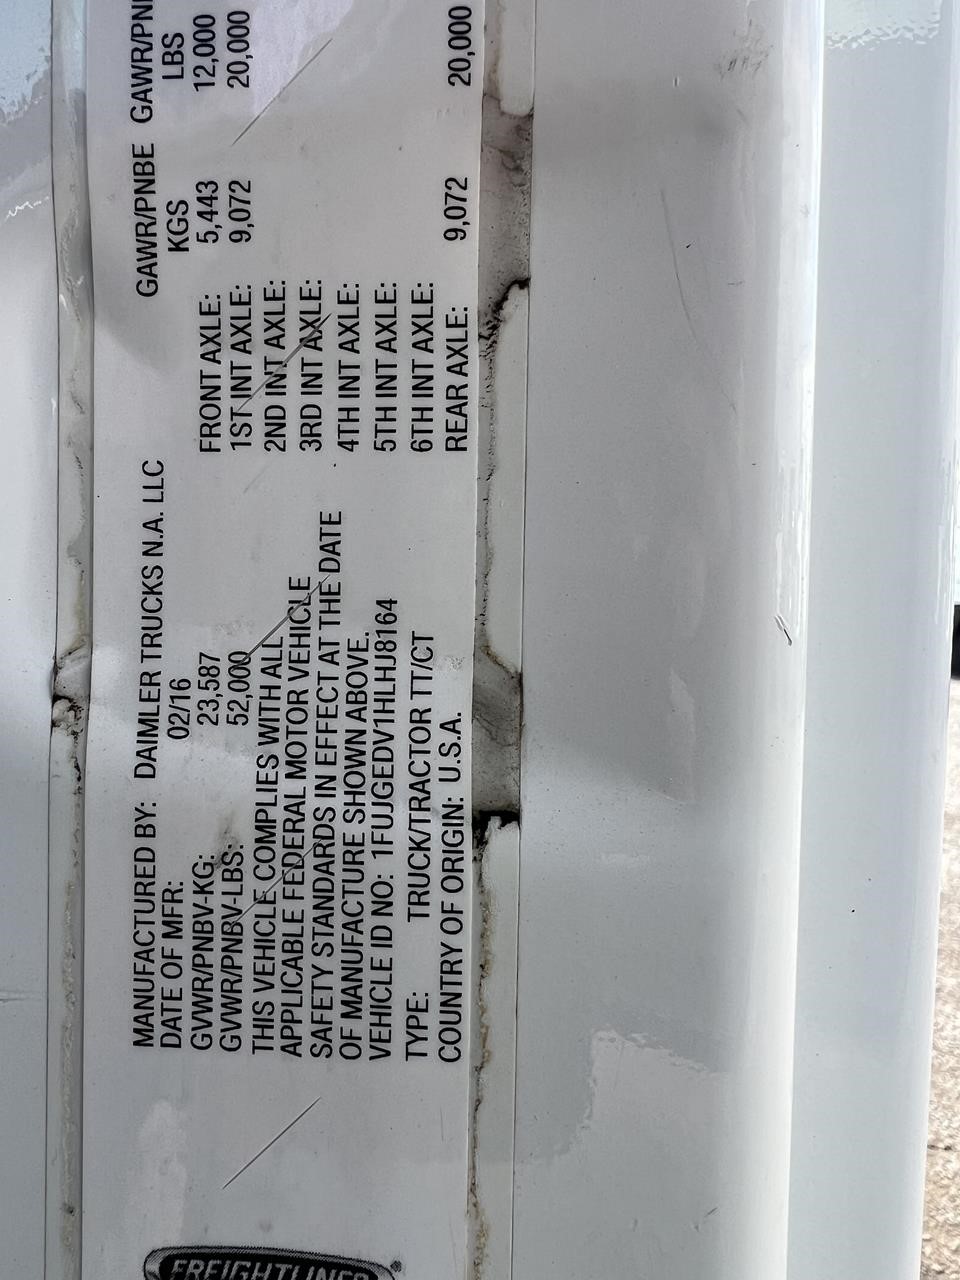 FREIGHTLINER
MANUFACTURED BY: DAIMLER TRUCKS N.A. LLC
DATE OF MFR: 02/16
GVWR/PNBV-KG: 23,587
GVWR/PNBV-LBS: 52,000
THIS VEHICLE COMPLIES WITH ALL
APPLICABLE FEDERAL MOTOR VEHICLE
SAFETY STANDARDS IN EFFECT AT THE DATE
OF MANUFACTURE SHOWN ABOVE.
VEHICLE ID NO: 1FUJGEDV1HLHJ8164
TYPE: TRUCK/TRACTOR TT/CT
COUNTRY OF ORIGIN: U.S.A.
GAWR/PNBE GAWR/PN
KGS LBS
FRONT AXLE: 5,443 12,000
1ST INT AXLE: 9,072 20,000
2ND INT AXLE:
3RD INT AXLE:
4TH INT AXLE:
5TH INT AXLE:
6TH INT AXLE:
REAR AXLE: 9,072 20,000